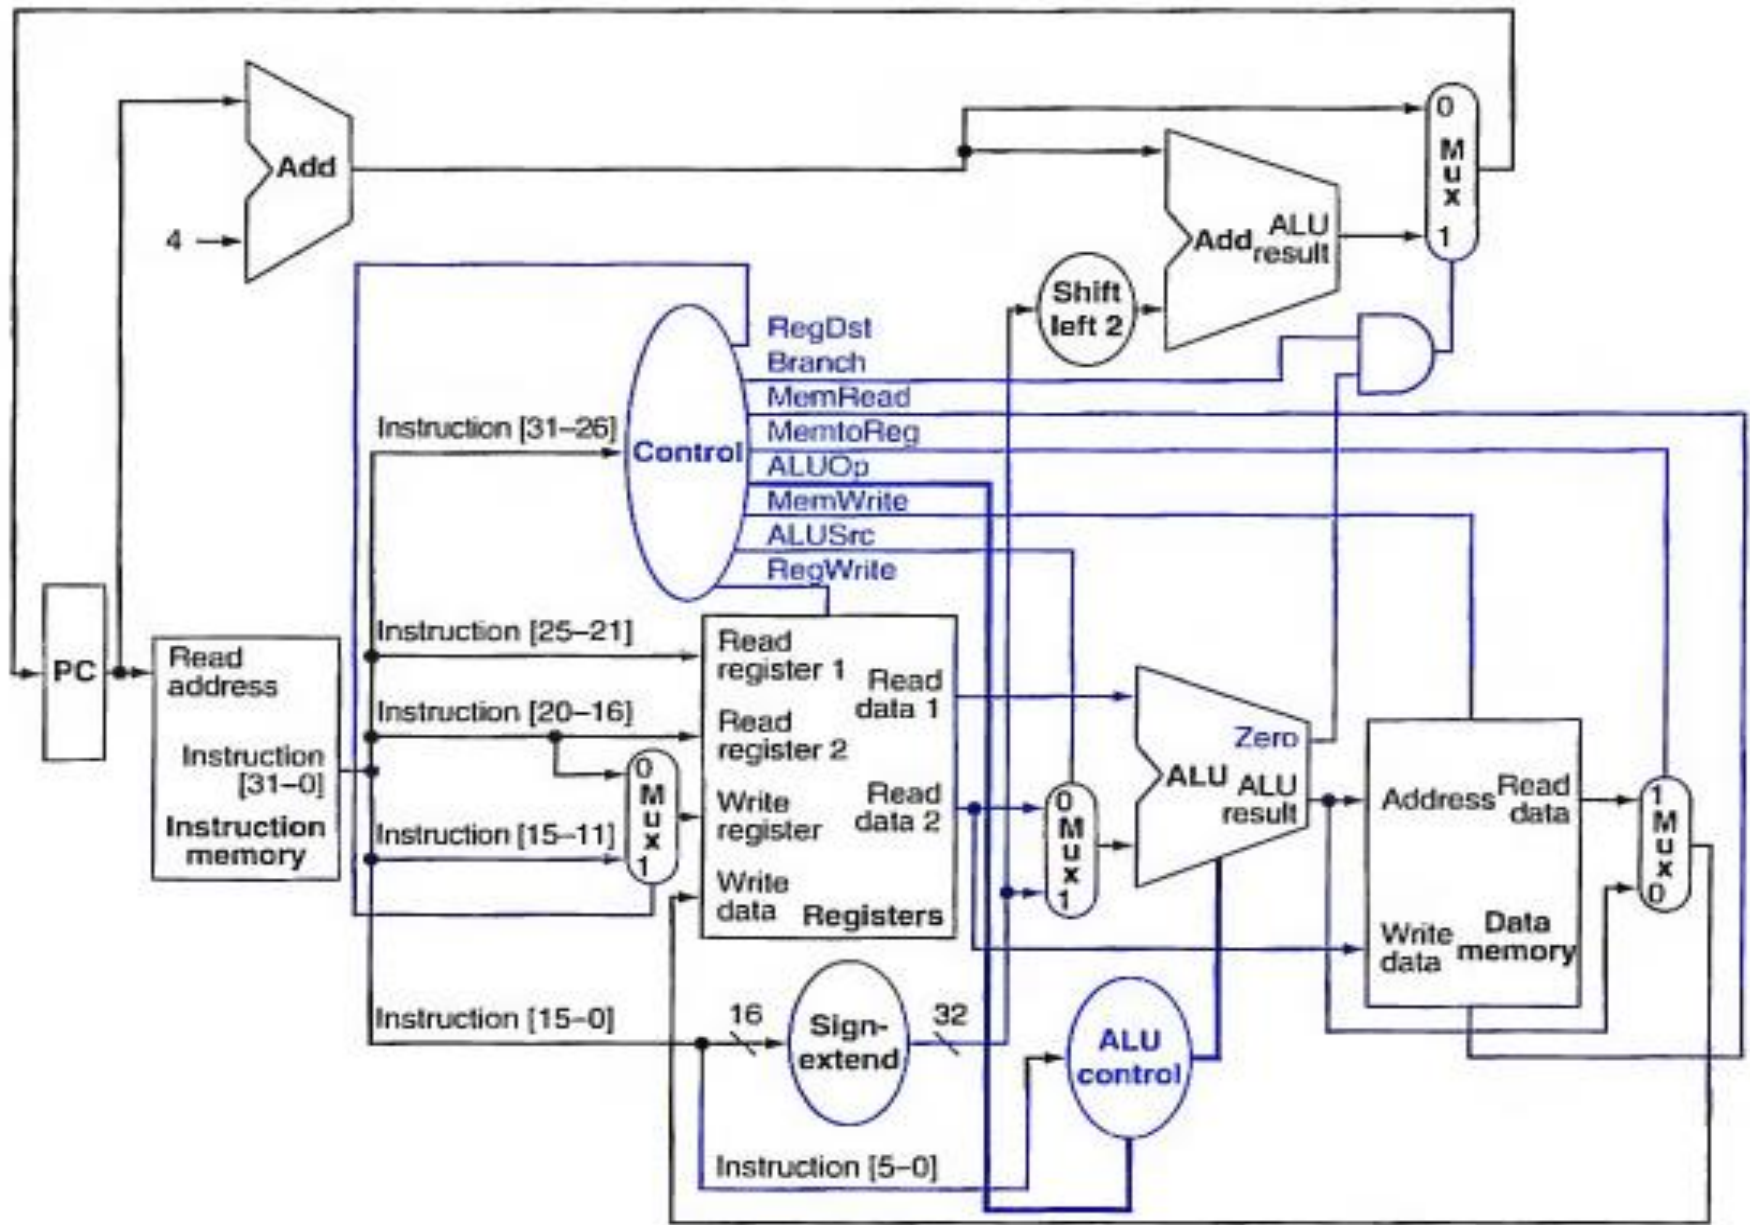 0
M
u
x
1
Add
4
Add
ALU
result
Shift
left 2
RegDst
Branch
MemRead
MemtoReg
ALUOp
MemWrite
ALUSrc
RegWrite
Instruction [31–26]
Control
Instruction [25–21]
PC
Read
address
Instruction
[31–0]
Instruction
memory
Instruction [20–16]
Instruction [15–11]
0
M
u
x
1
Read
register 1
Read
register 2
Write
register
Write
data
Read
data 1
Read
data 2
Registers
0
M
u
x
1
Zero
ALU
ALU
result
Address
Read
data
Write
data
Data
memory
1
M
u
x
0
Instruction [15–0]
16
Sign-
extend
32
ALU
control
Instruction [5–0]